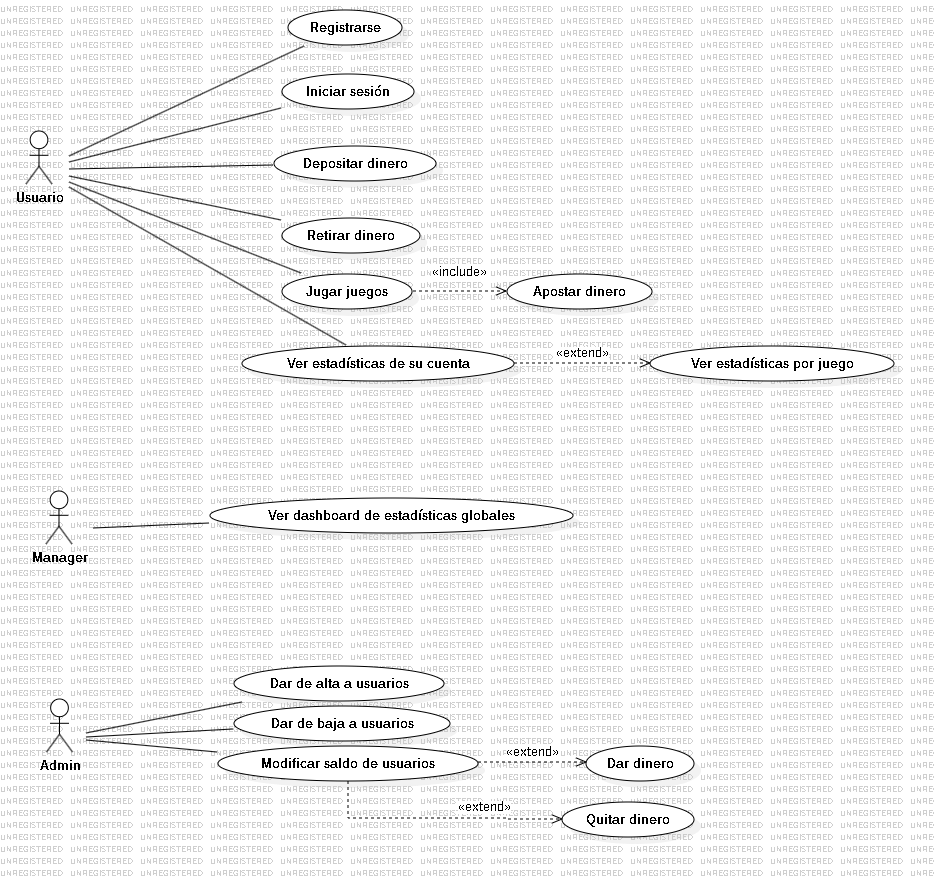 Registrarse
Iniciar sesión
Depositar dinero
Usuario
Retirar dinero
«include»
Jugar juegos
Apostar dinero
«extend»
Ver estadísticas de su cuenta
Ver estadísticas por juego
Ver dashboard de estadísticas globales
Manager
Dar de alta a usuarios
Dar de baja a usuarios
Admin
«extend»
Modificar saldo de usuarios
Dar dinero
«extend»
Quitar dinero
UNREGISTERED